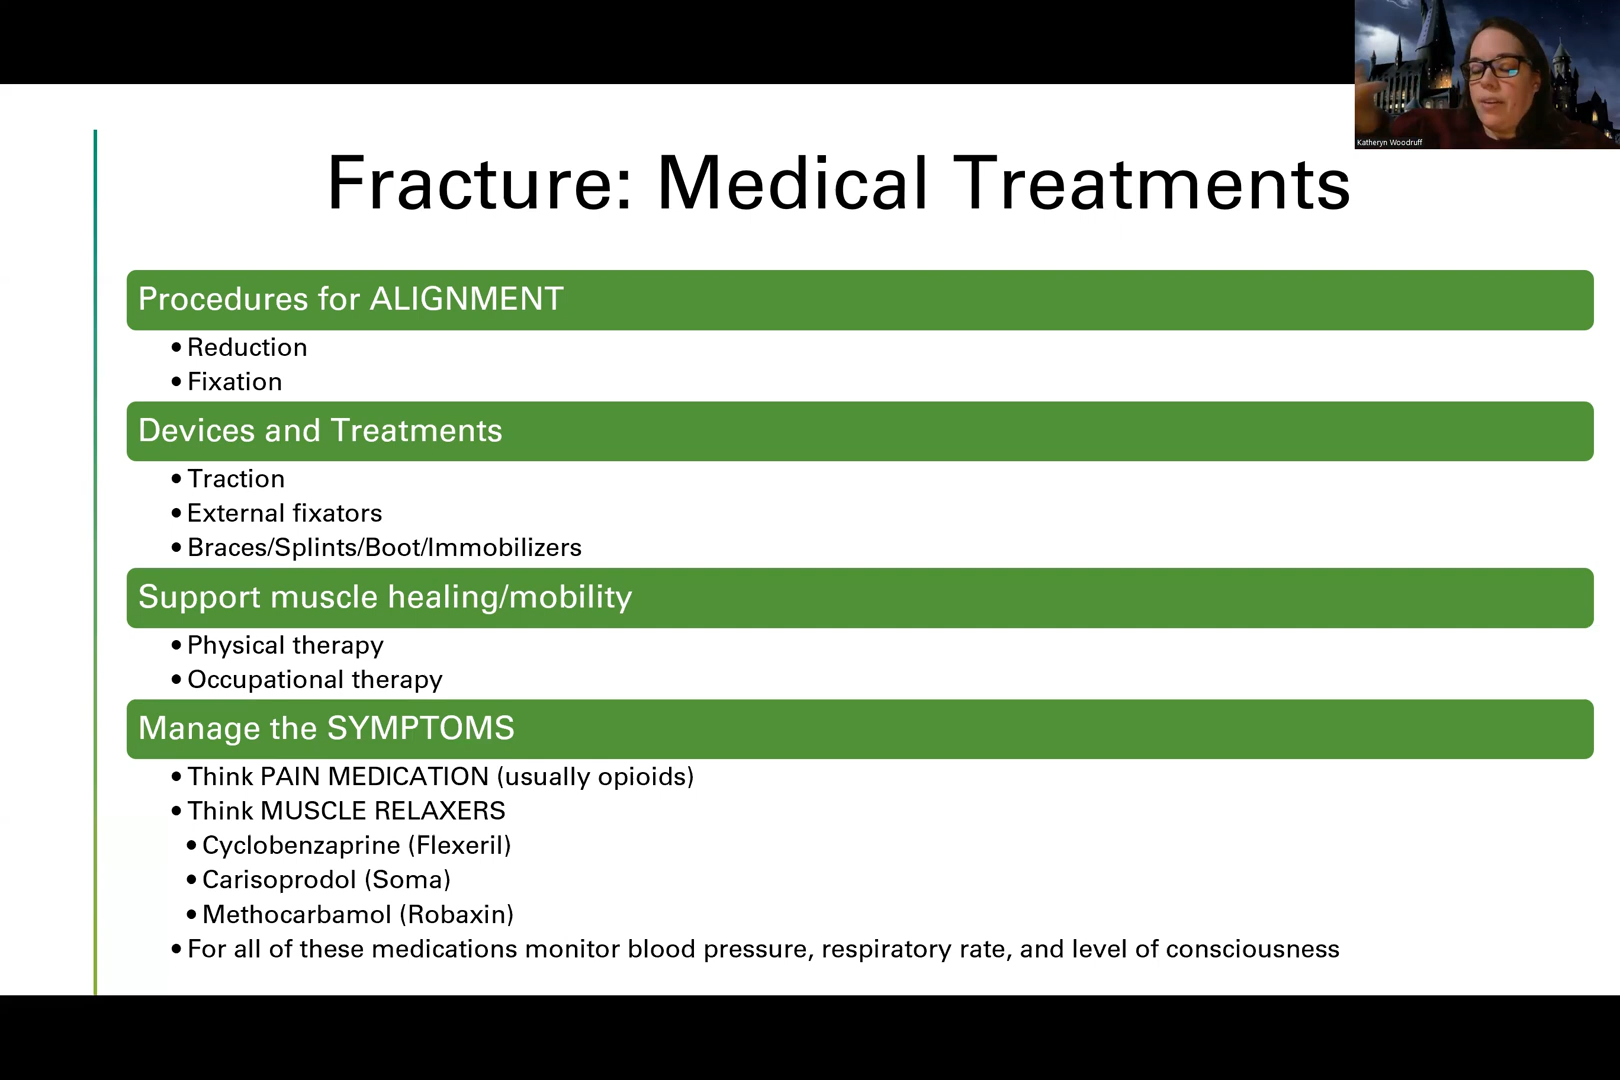 Katheryn Woodruff
Fracture: Medical Treatments
Procedures for ALIGNMENT
• Reduction
• Fixation
Devices and Treatments
• Traction
• External fixators
• Braces/Splints/Boot/Immobilizers
Support muscle healing/mobility
• Physical therapy
• Occupational therapy
Manage the SYMPTOMS
• Think PAIN MEDICATION (usually opioids)
• Think MUSCLE RELAXERS
• Cyclobenzaprine (Flexeril)
• Carisoprodol (Soma)
• Methocarbamol (Robaxin)
• For all of these medications monitor blood pressure, respiratory rate, and level of consciousness